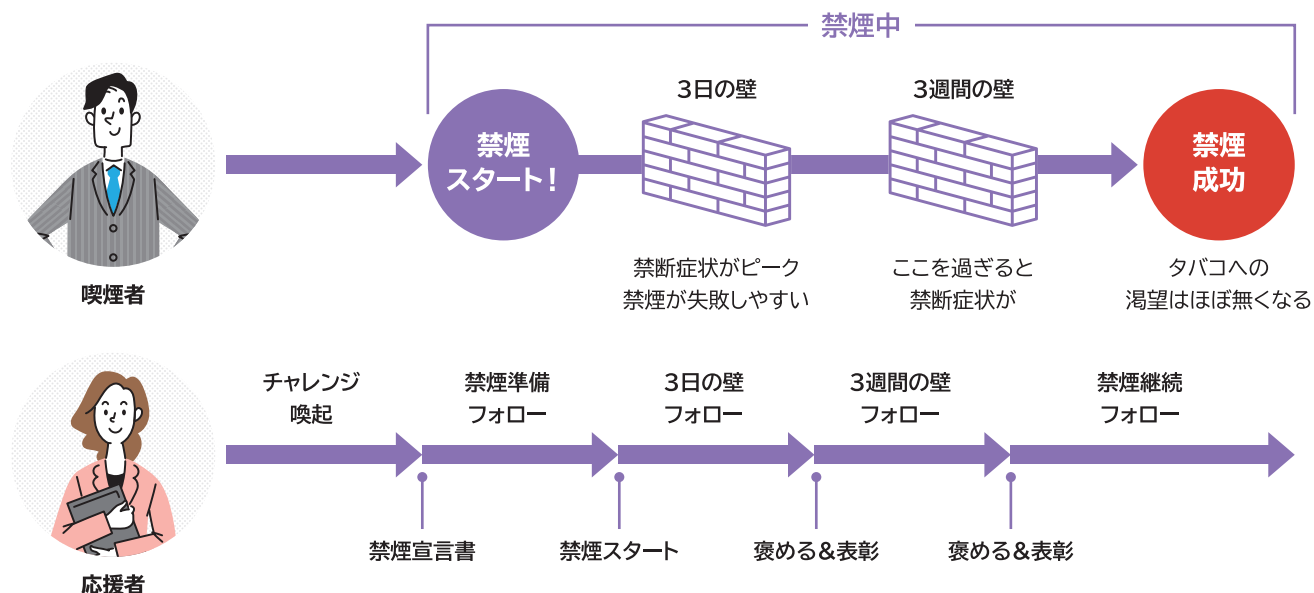 禁煙中
3日の壁
3週間の壁
禁煙
スタート!
禁煙
成功
禁断症状がピーク
禁煙が失敗しやすい
ここを過ぎると
禁断症状が
タバコへの
渇望はほぼ無くなる
喫煙者
チャレンジ
喚起
禁煙準備
フォロー
3日の壁
フォロー
3週間の壁
フォロー
禁煙継続
フォロー
禁煙宣言書
禁煙スタート
褒める&表彰
褒める&表彰
応援者